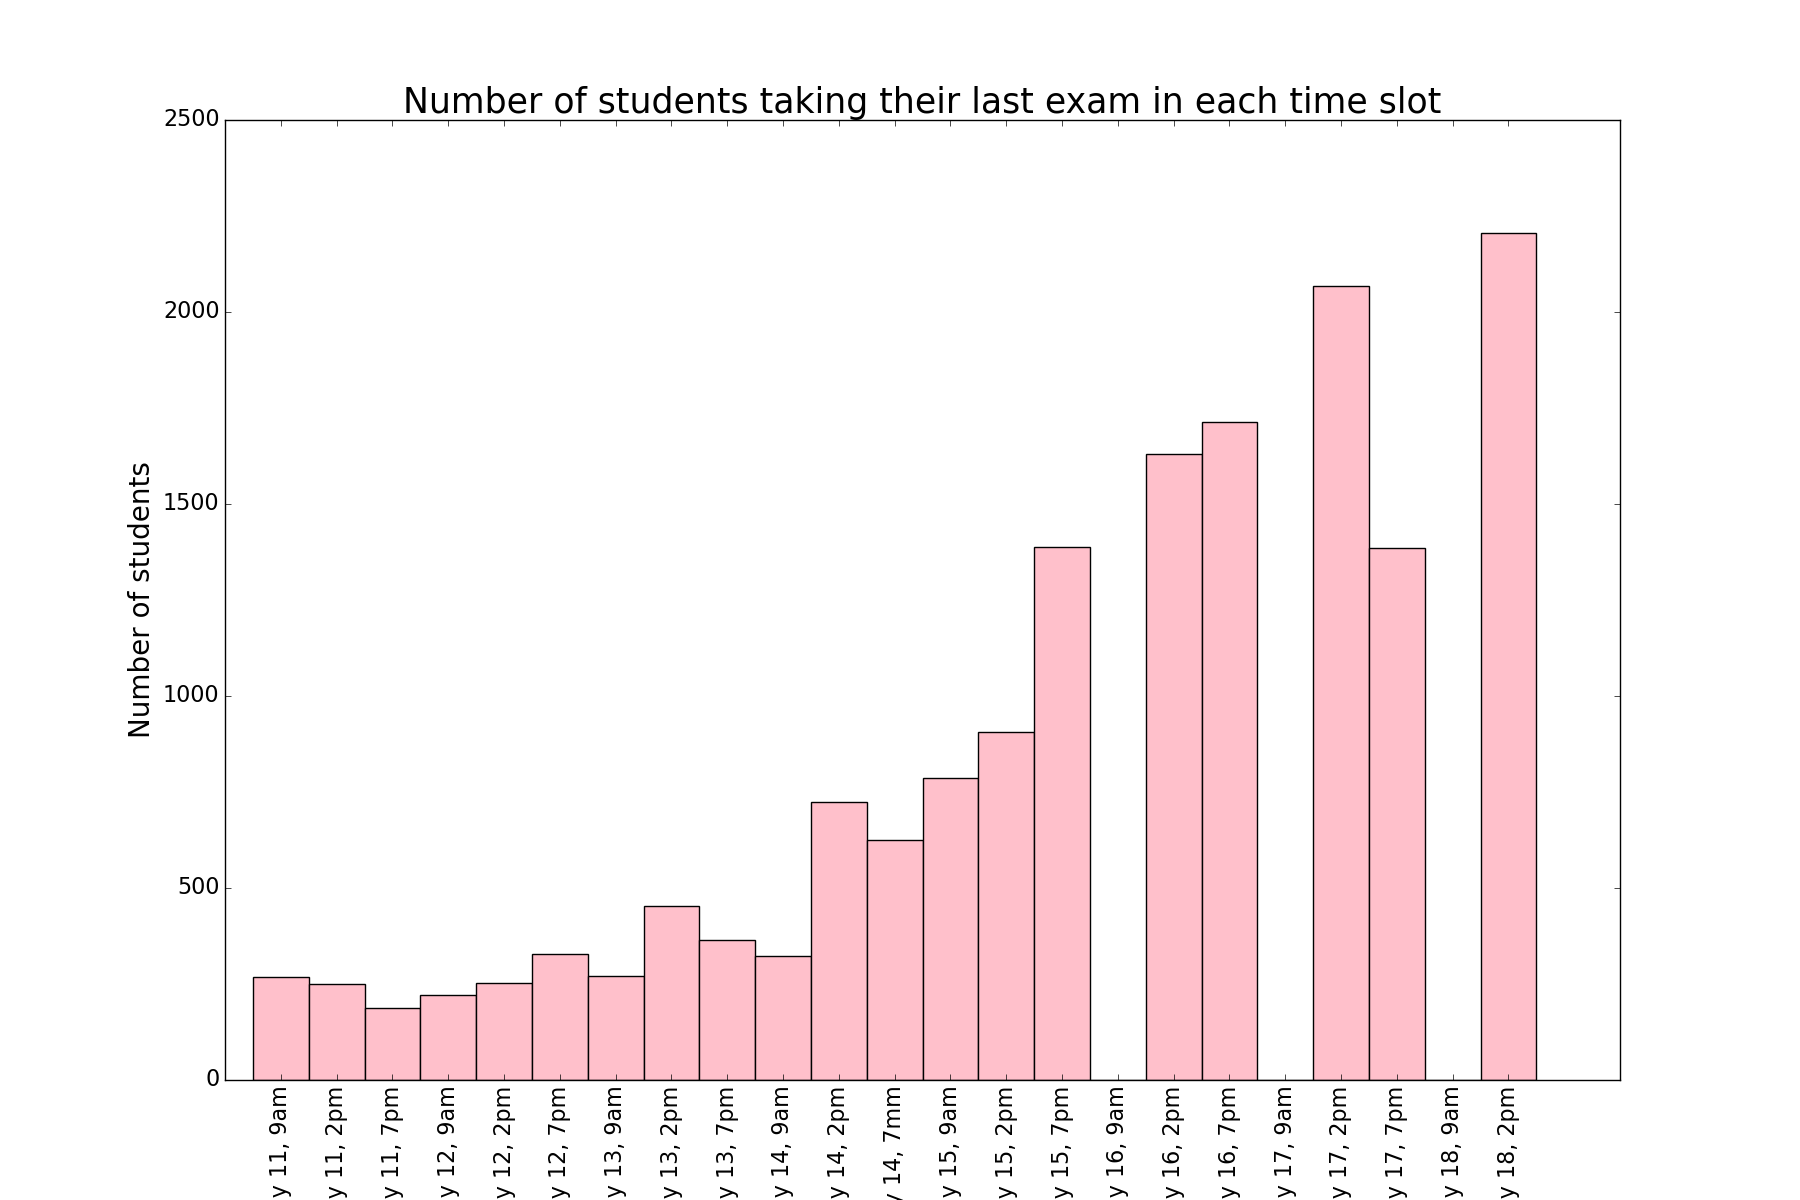 Number of students taking their last exam in each time slot
Number of students
2500
2000
1500
1000
500
0
y 11, 9am
y 11, 2pm
y 11, 7pm
y 12, 9am
y 12, 2pm
y 12, 7pm
y 13, 9am
y 13, 2pm
y 13, 7pm
y 14, 9am
y 14, 2pm
y 14, 7mm
y 15, 9am
y 15, 2pm
y 15, 7pm
y 16, 9am
y 16, 2pm
y 16, 7pm
y 17, 9am
y 17, 2pm
y 17, 7pm
y 18, 9am
y 18, 2pm